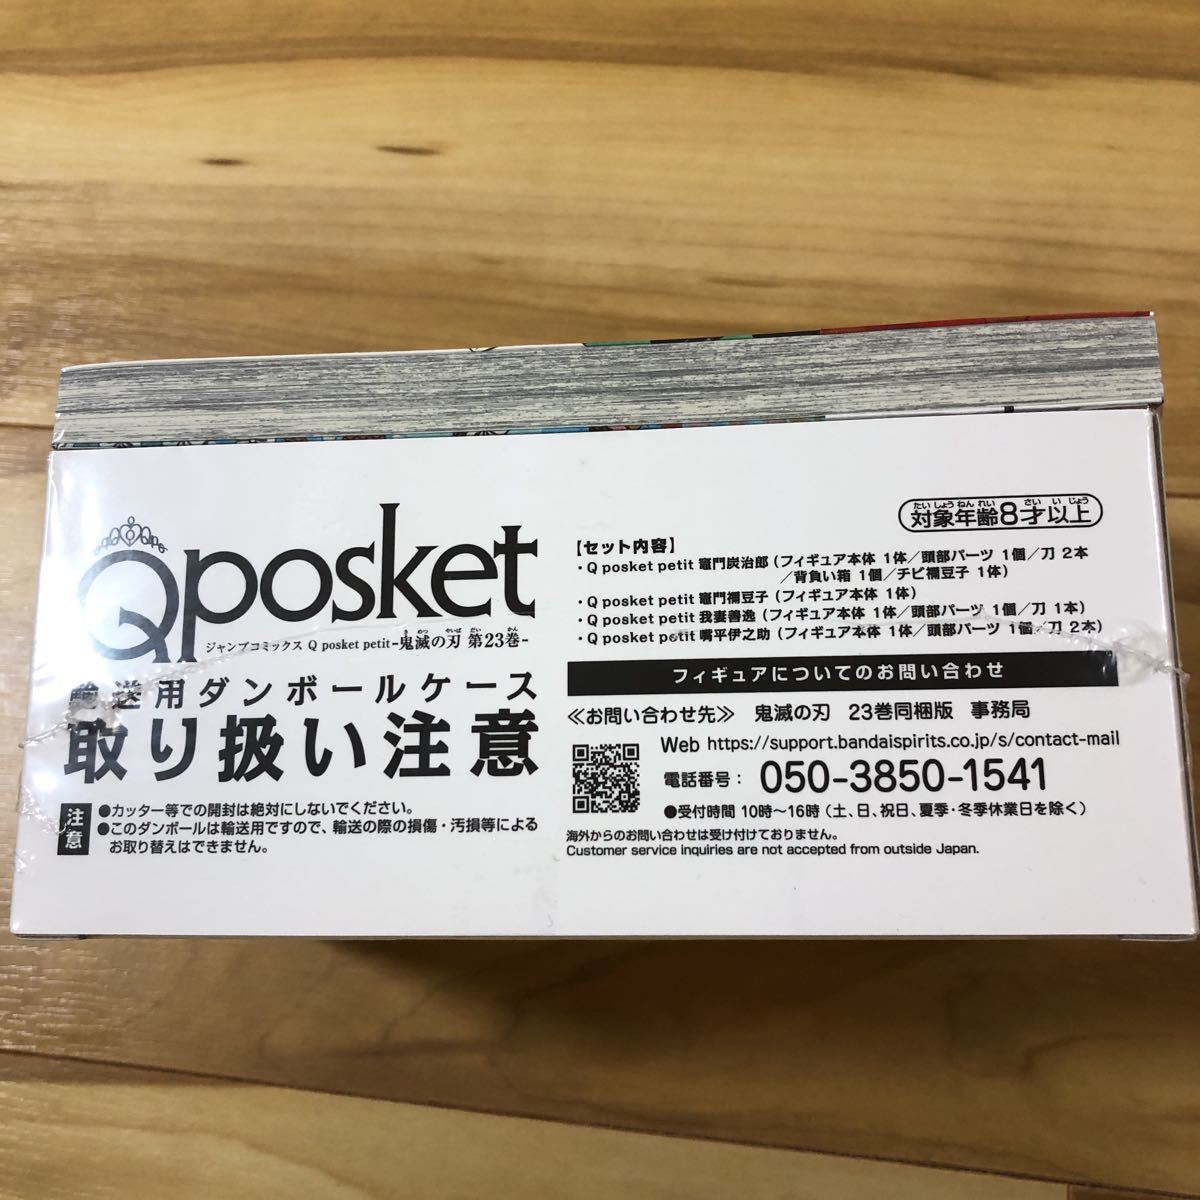 Qposket
ジャンプコミックス Q posket petit-鬼滅の刃 第23巻-
輸送用ダンボールケース
取り扱い注意
注意
●カッター等での開封は絶対にしないでください。
●このダンボールは輸送用ですので、輸送の際の損傷・汚損等による
お取り替えはできません。
対象年齢8才以上
【セット内容】
・Q posket petit 竈門炭治郎（フィギュア本体 1体／頭部パーツ 1個／刀 2本
／背負い箱 1個／チビ禰豆子 1体）
・Q posket petit 竈門禰豆子（フィギュア本体 1体）
・Q posket petit 我妻善逸（フィギュア本体 1体／頭部パーツ 1個／刀 1本）
・Q posket petit 嘴平伊之助（フィギュア本体 1体／頭部パーツ 1個／刀 2本）
フィギュアについてのお問い合わせ
≪お問い合わせ先≫ 鬼滅の刃 23巻同梱版 事務局
Web https://support.bandaispirits.co.jp/s/contact-mail
電話番号：050-3850-1541
●受付時間 10時～16時（土、日、祝日、夏季・冬季休業日を除く）
海外からのお問い合わせは受け付けておりません。
Customer service inquiries are not accepted from outside Japan.